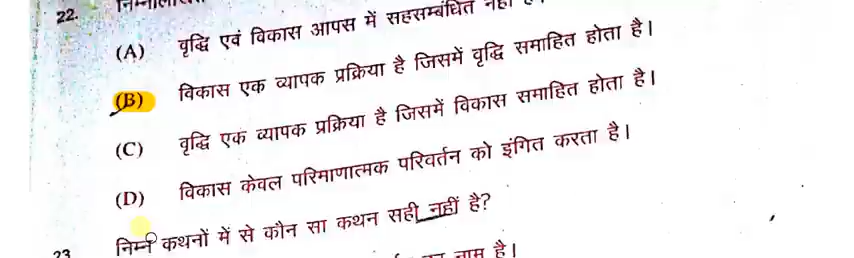 22.
(A) वृद्धि एवं विकास आपस में सहसम्बंधित नहीं
(B) विकास एक व्यापक प्रक्रिया है जिसमें वृद्धि समाहित होता है।
(C) वृद्धि एक व्यापक प्रक्रिया है जिसमें विकास समाहित होता है।
(D) विकास केवल परिमाणात्मक परिवर्तन को इंगित करता है।
23 निम्न कथनों में से कौन सा कथन सही नहीं है?
नाम है।